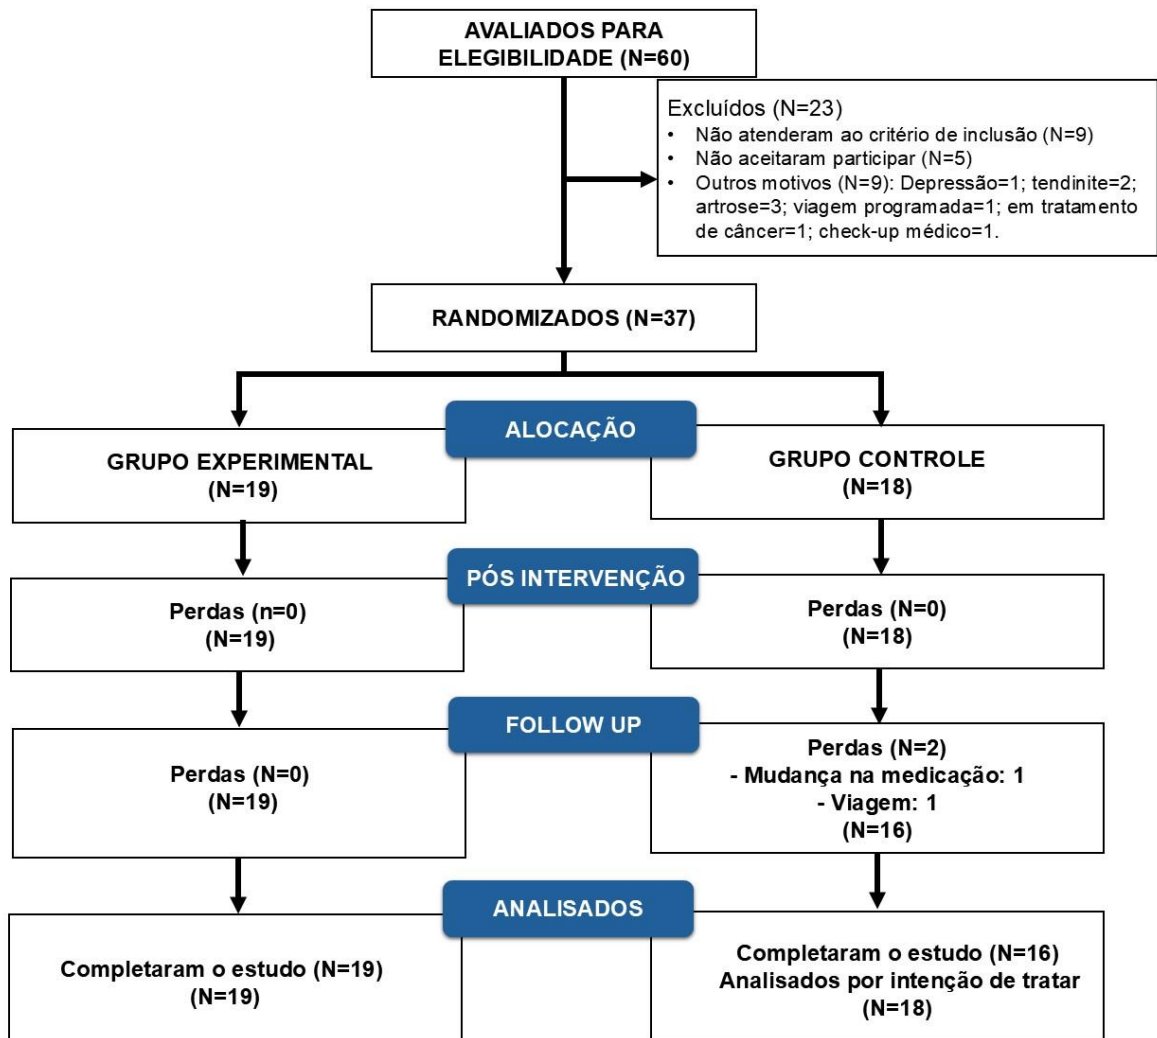 AVALIADOS PARA
ELEGIBILIDADE (N=60)
Excluídos (N=23)
• Não atenderam ao critério de inclusão (N=9)
• Não aceitaram participar (N=5)
• Outros motivos (N=9): Depressão=1; tendinite=2;
artrose=3; viagem programada=1; em tratamento
de câncer=1; check-up médico=1.
RANDOMIZADOS (N=37)
ALOCAÇÃO
GRUPO EXPERIMENTAL
(N=19)
GRUPO CONTROLE
(N=18)
PÓS INTERVENÇÃO
Perdas (n=0)
(N=19)
Perdas (N=0)
(N=18)
FOLLOW UP
Perdas (N=0)
(N=19)
Perdas (N=2)
- Mudança na medicação: 1
- Viagem: 1
(N=16)
ANALISADOS
Completaram o estudo (N=19)
(N=19)
Completaram o estudo (N=16)
Analisados por intenção de tratar
(N=18)